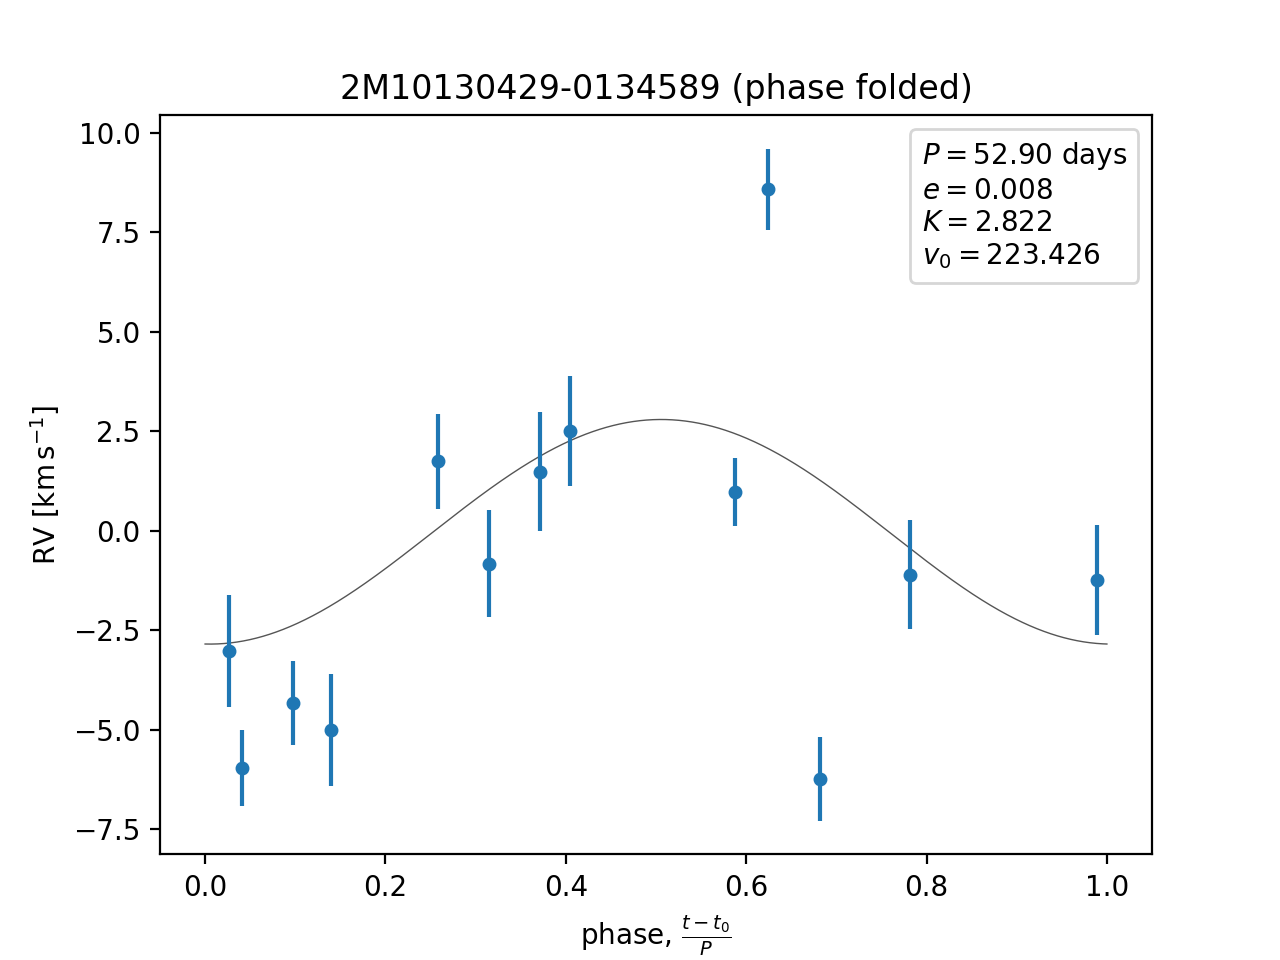 2M10130429-0134589 (phase folded)
10.0
7.5
5.0
2.5
0.0
−2.5
−5.0
−7.5
RV [km s⁻¹]
P = 52.90 days
e = 0.008
K = 2.822
v₀ = 223.426
0.0 0.2 0.4 0.6 0.8 1.0
phase, \frac{t − t₀}{P}